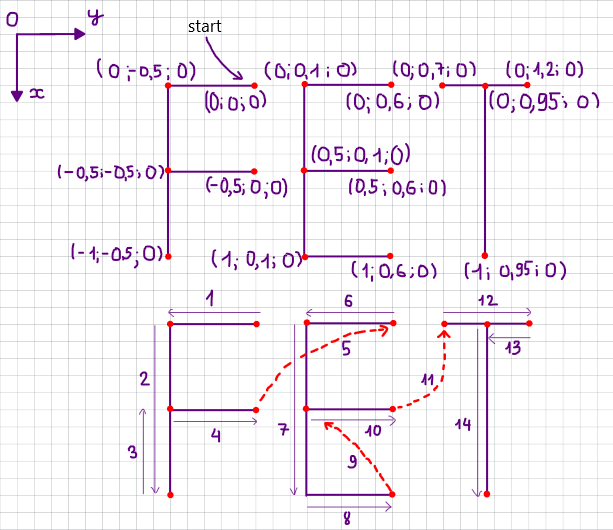 O y
start
x
(0;-0,5;0) (0;0,1;0) (0;0,7;0) (0;1,2;0)
(0;0;0) (0;0,6;0) (0;0,95;0)
(-0,5;-0,5;0) (0,5;0,1;0)
(-0,5;0;0) (0,5;0,6;0)
(-1;-0,5;0) (1;0,1;0) (1;0,6;0) (1;0,95;0)
1 6 12
5 13
2 11
7 14
4 10
3 9
8